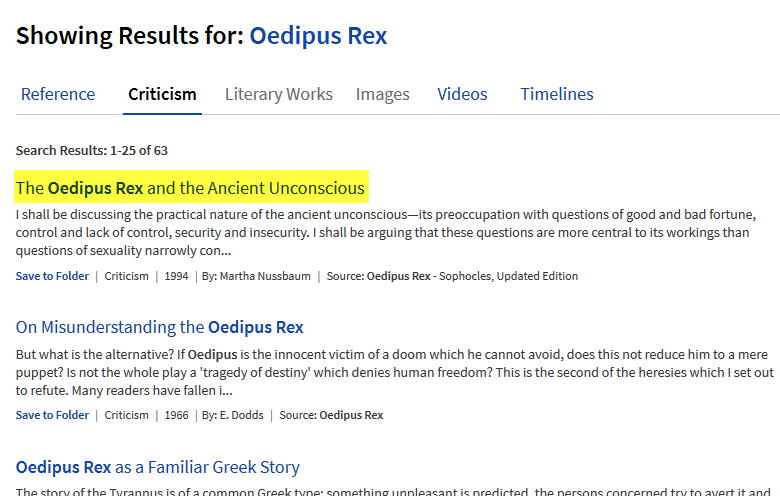 Showing Results for: Oedipus Rex
Reference Criticism Literary Works Images Videos Timelines
Search Results: 1-25 of 63
The Oedipus Rex and the Ancient Unconscious
I shall be discussing the practical nature of the ancient unconscious—its preoccupation with questions of good and bad fortune,
control and lack of control, security and insecurity. I shall be arguing that these questions are more central to its workings than
questions of sexuality narrowly con...
Save to Folder | Criticism | 1994 | By: Martha Nussbaum | Source: Oedipus Rex - Sophocles, Updated Edition
On Misunderstanding the Oedipus Rex
But what is the alternative? If Oedipus is the innocent victim of a doom which he cannot avoid, does this not reduce him to a mere
puppet? Is not the whole play a 'tragedy of destiny' which denies human freedom? This is the second of the heresies which I set out
to refute. Many readers have fallen i...
Save to Folder | Criticism | 1966 | By: E. Dodds | Source: Oedipus Rex
Oedipus Rex as a Familiar Greek Story
The story of the Tyrannus is of a common Greek type: something unpleasant is predicted, the persons concerned try to avert it and